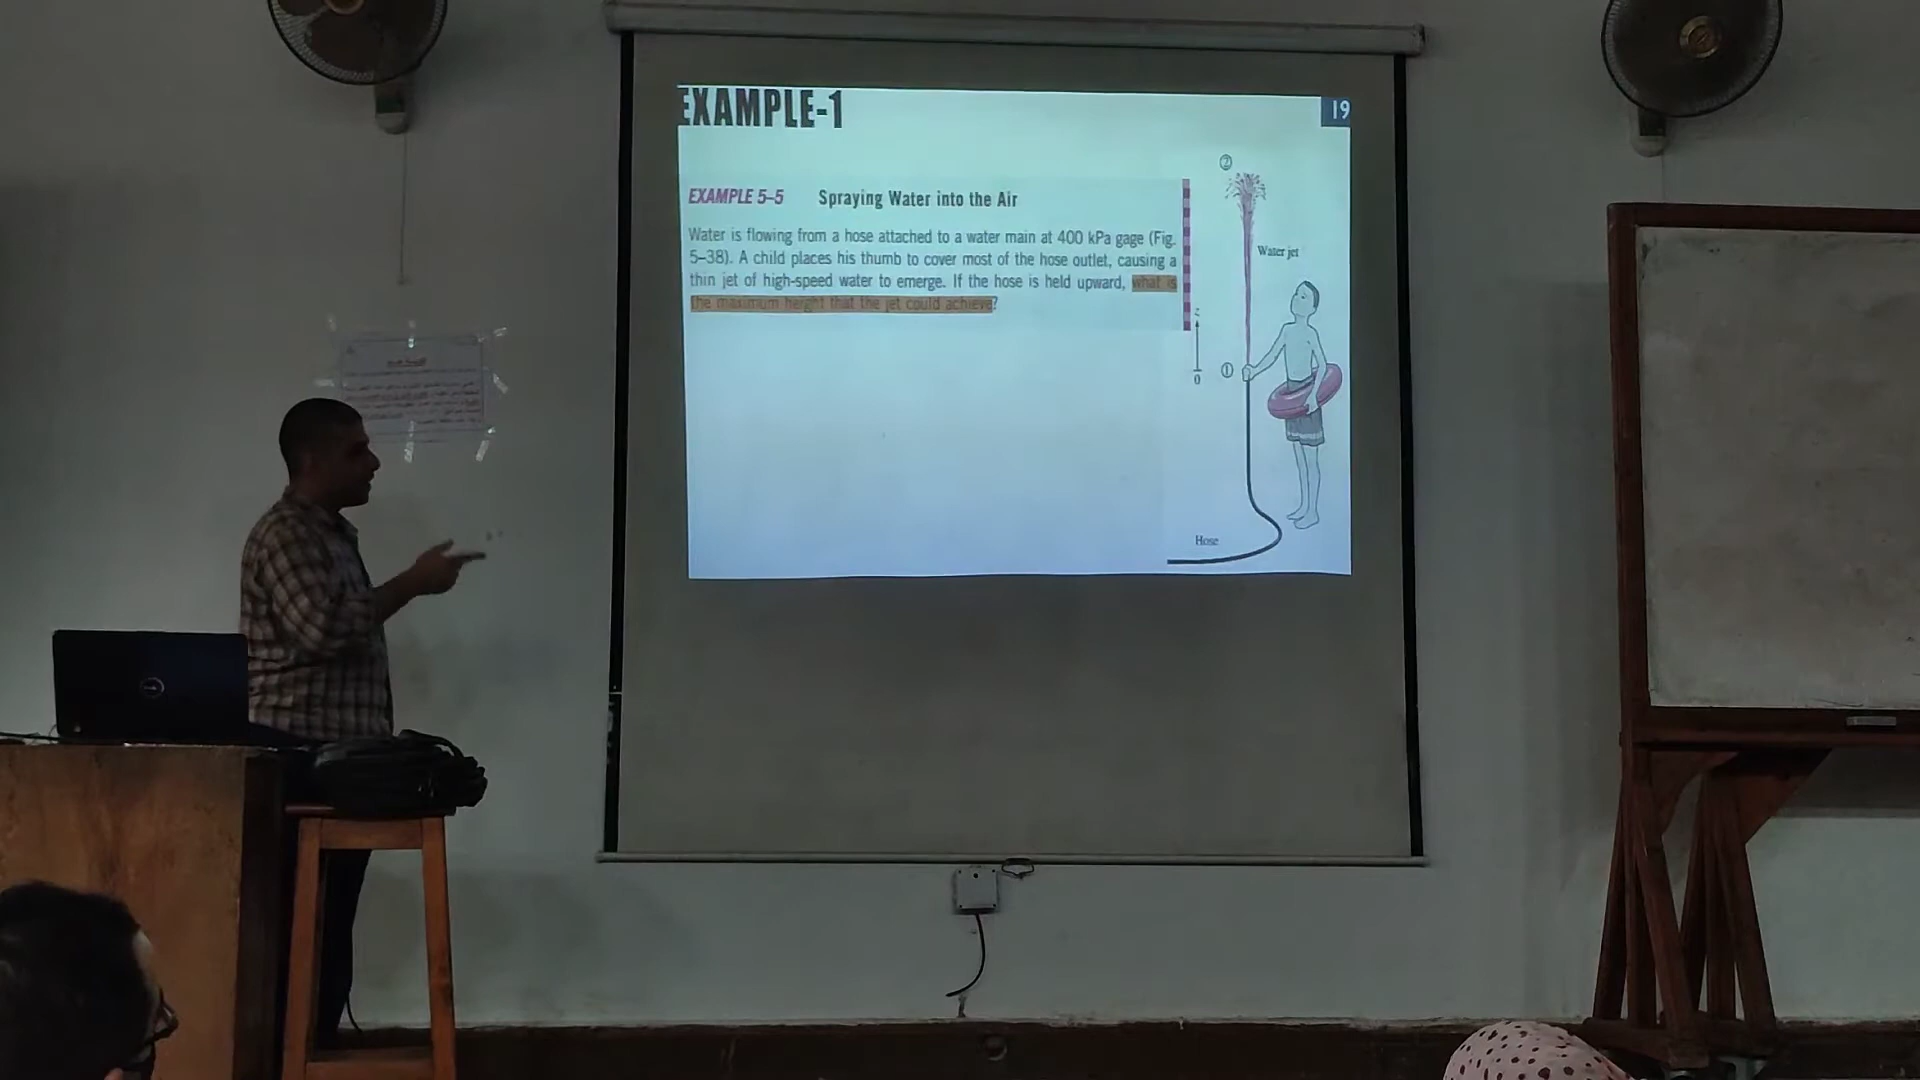 EXAMPLE-1
19
EXAMPLE 5–5 Spraying Water into the Air
Water is flowing from a hose attached to a water main at 400 kPa gage (Fig.
5–38). A child places his thumb to cover most of the hose outlet, causing a
thin jet of high-speed water to emerge. If the hose is held upward, what is
the maximum height that the jet could achieve?
②
Water jet
z
①
0
Hose